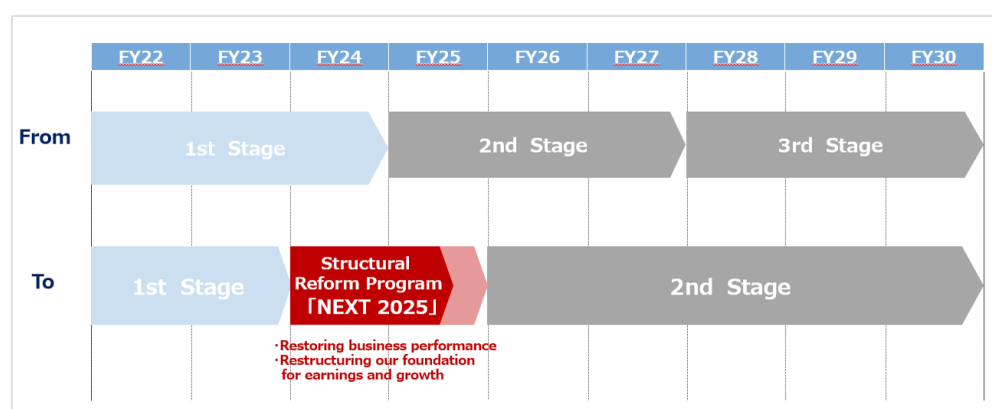 FY22 FY23 FY24 FY25 FY26 FY27 FY28 FY29 FY30
From
1st Stage
2nd Stage
3rd Stage
To
1st Stage
Structural
Reform Program
「NEXT 2025」
2nd Stage
・Restoring business performance
・Restructuring our foundation
for earnings and growth